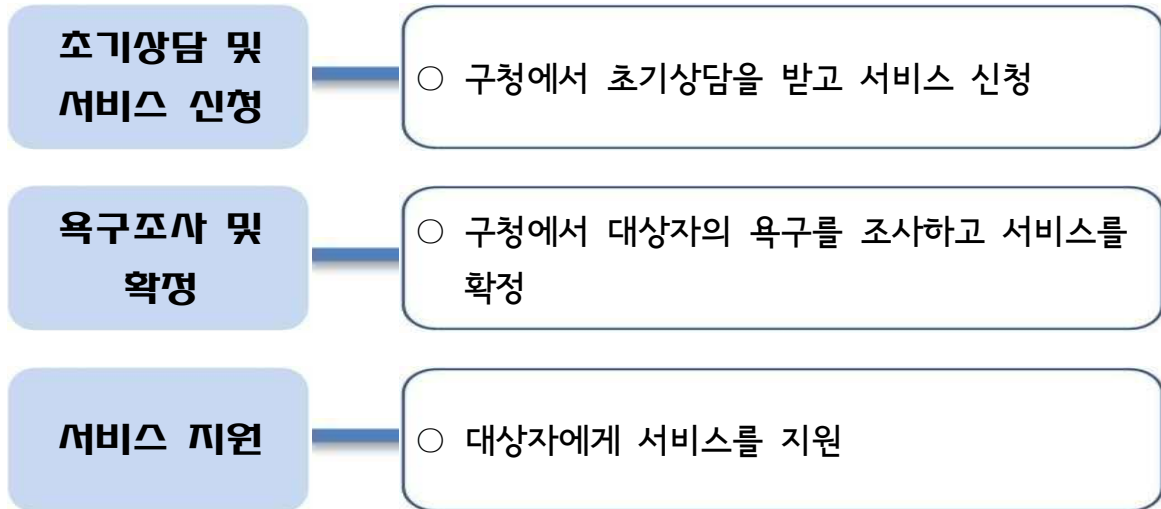 초기상담 및
서비스 신청
○ 구청에서 초기상담을 받고 서비스 신청
욕구조사 및
확정
○ 구청에서 대상자의 욕구를 조사하고 서비스를
확정
서비스 지원
○ 대상자에게 서비스를 지원